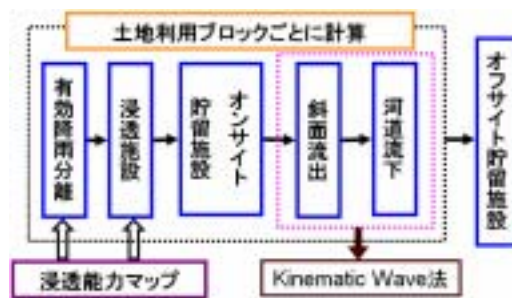 土地利用ブロックごとに計算
有効降雨分離
浸透施設
オンサイト
貯留施設
斜面流出
河道流下
オフサイト貯留施設
浸透能力マップ
Kinematic Wave法